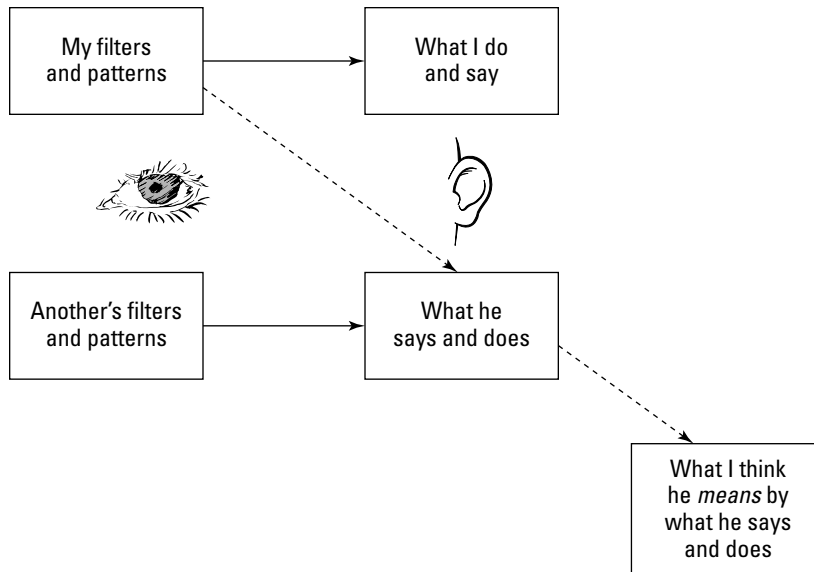 My filters
and patterns
What I do
and say
Another’s filters
and patterns
What he
says and does
What I think
he means by
what he says
and does